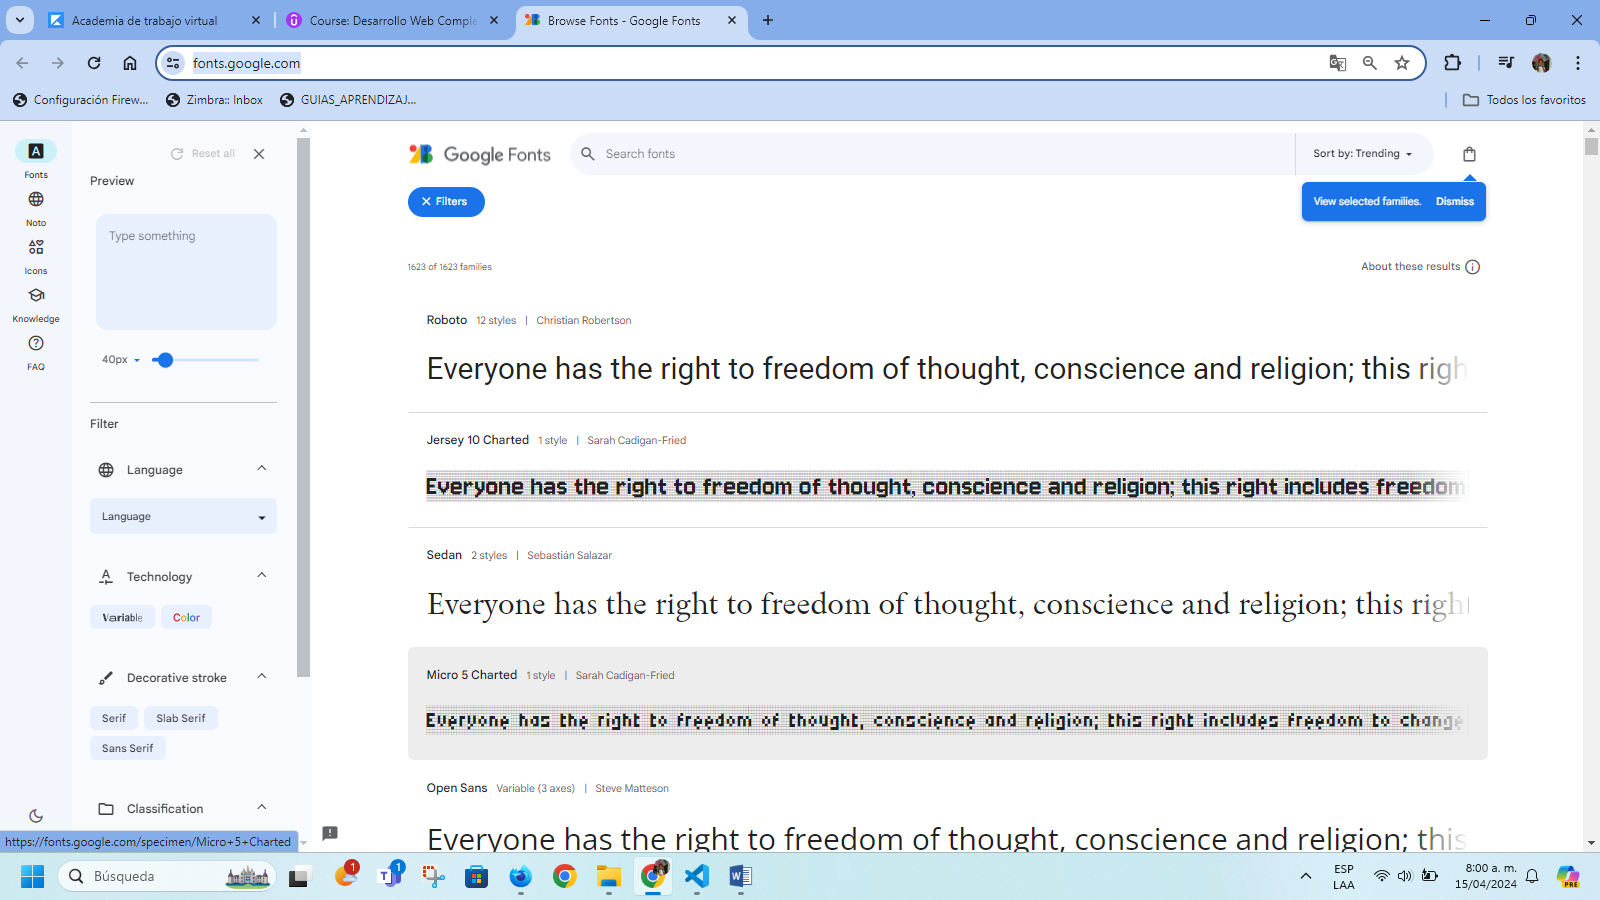 Academia de trabajo virtual
Course: Desarrollo Web Comple
Browse Fonts - Google Fonts
fonts.google.com
Configuración Firew...
Zimbra:: Inbox
GUIAS_APRENDIZAJ...
Todos los favoritos
Fonts
Noto
Icons
Knowledge
FAQ
Reset all
Preview
Type something
40px
Filter
Language
Language
Technology
Variable
Color
Decorative stroke
Serif
Slab Serif
Sans Serif
Classification
https://fonts.google.com/specimen/Micro+5+Charted
Google Fonts
Search fonts
Sort by: Trending
Filters
View selected families. Dismiss
1623 of 1623 families
About these results
Roboto 12 styles | Christian Robertson
Everyone has the right to freedom of thought, conscience and religion; this righ
Jersey 10 Charted 1 style | Sarah Cadigan-Fried
Everyone has the right to freedom of thought, conscience and religion; this right includes freedom
Sedan 2 styles | Sebastián Salazar
Everyone has the right to freedom of thought, conscience and religion; this right
Micro 5 Charted 1 style | Sarah Cadigan-Fried
Everyone has the right to freedom of thought, conscience and religion; this right includes freedom to change
Open Sans Variable (3 axes) | Steve Matteson
Everyone has the right to freedom of thought, conscience and religion; this
Búsqueda
1
1
ESP
LAA
8:00 a. m.
15/04/2024
PRE